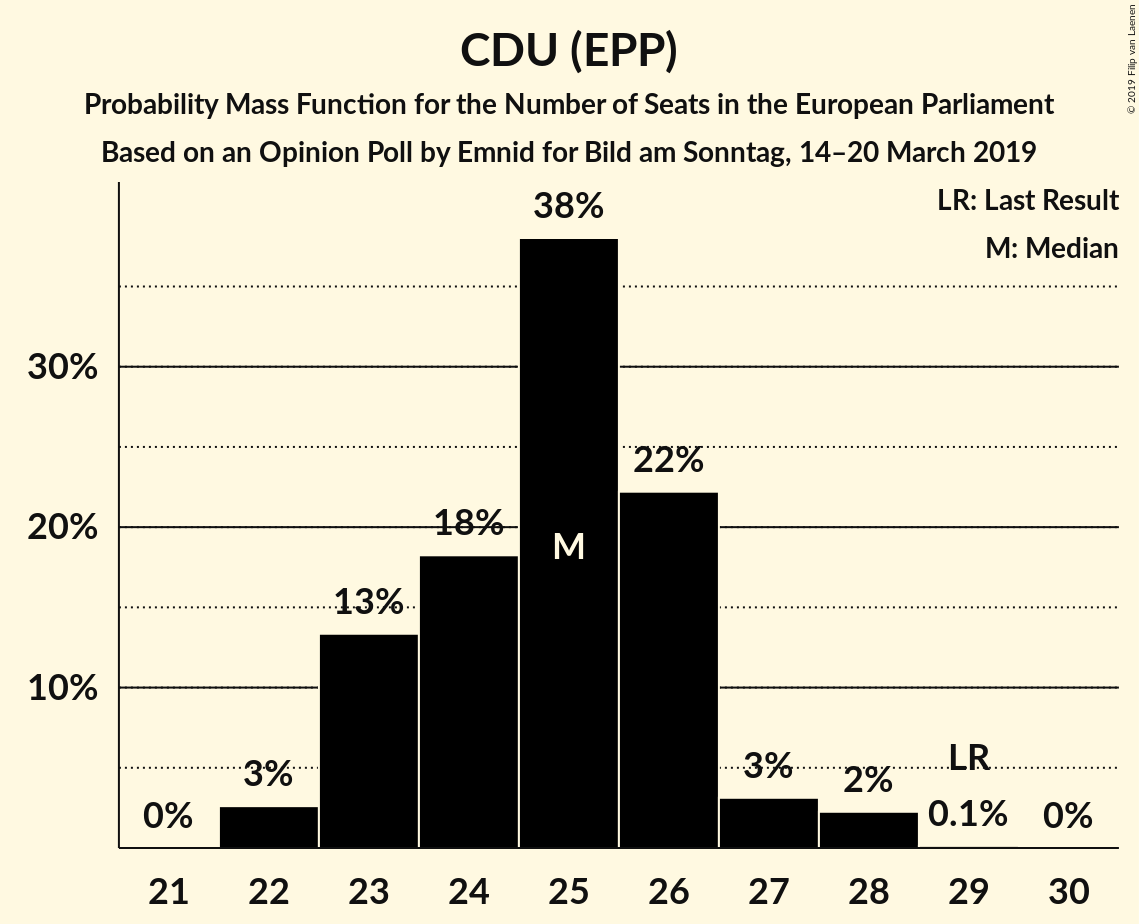 CDU (EPP)
Probability Mass Function for the Number of Seats in the European Parliament
Based on an Opinion Poll by Emnid for Bild am Sonntag, 14–20 March 2019
© 2019 Filip van Laenen
LR: Last Result
M: Median
38%
30%
22%
20%
18%
M
13%
10%
LR
3%
3%
2%
0%
0.1%
0%
21 22 23 24 25 26 27 28 29 30